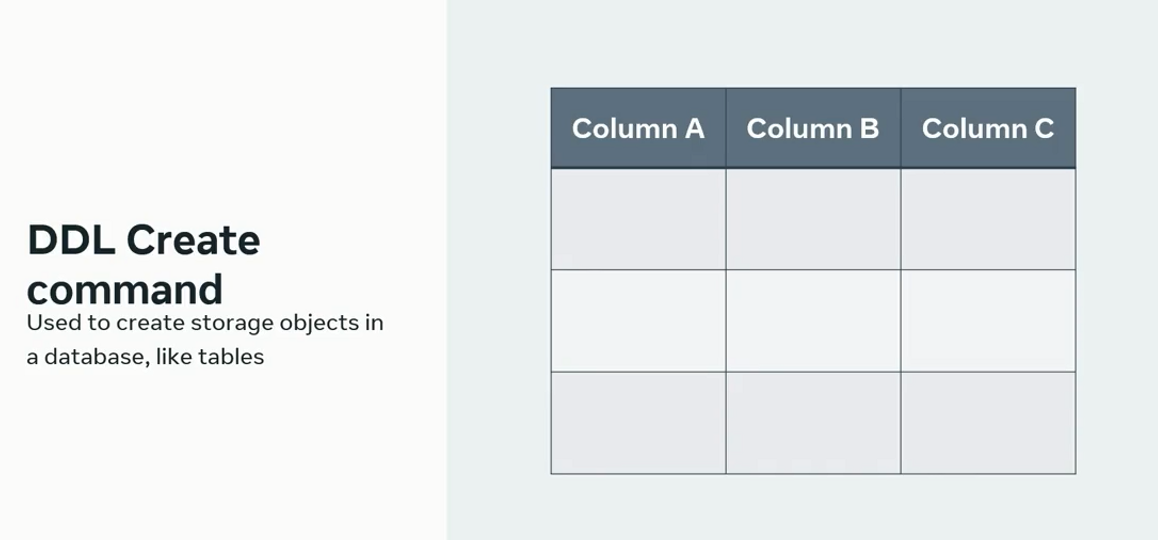 DDL Create
command
Used to create storage objects in
a database, like tables
Column A Column B Column C